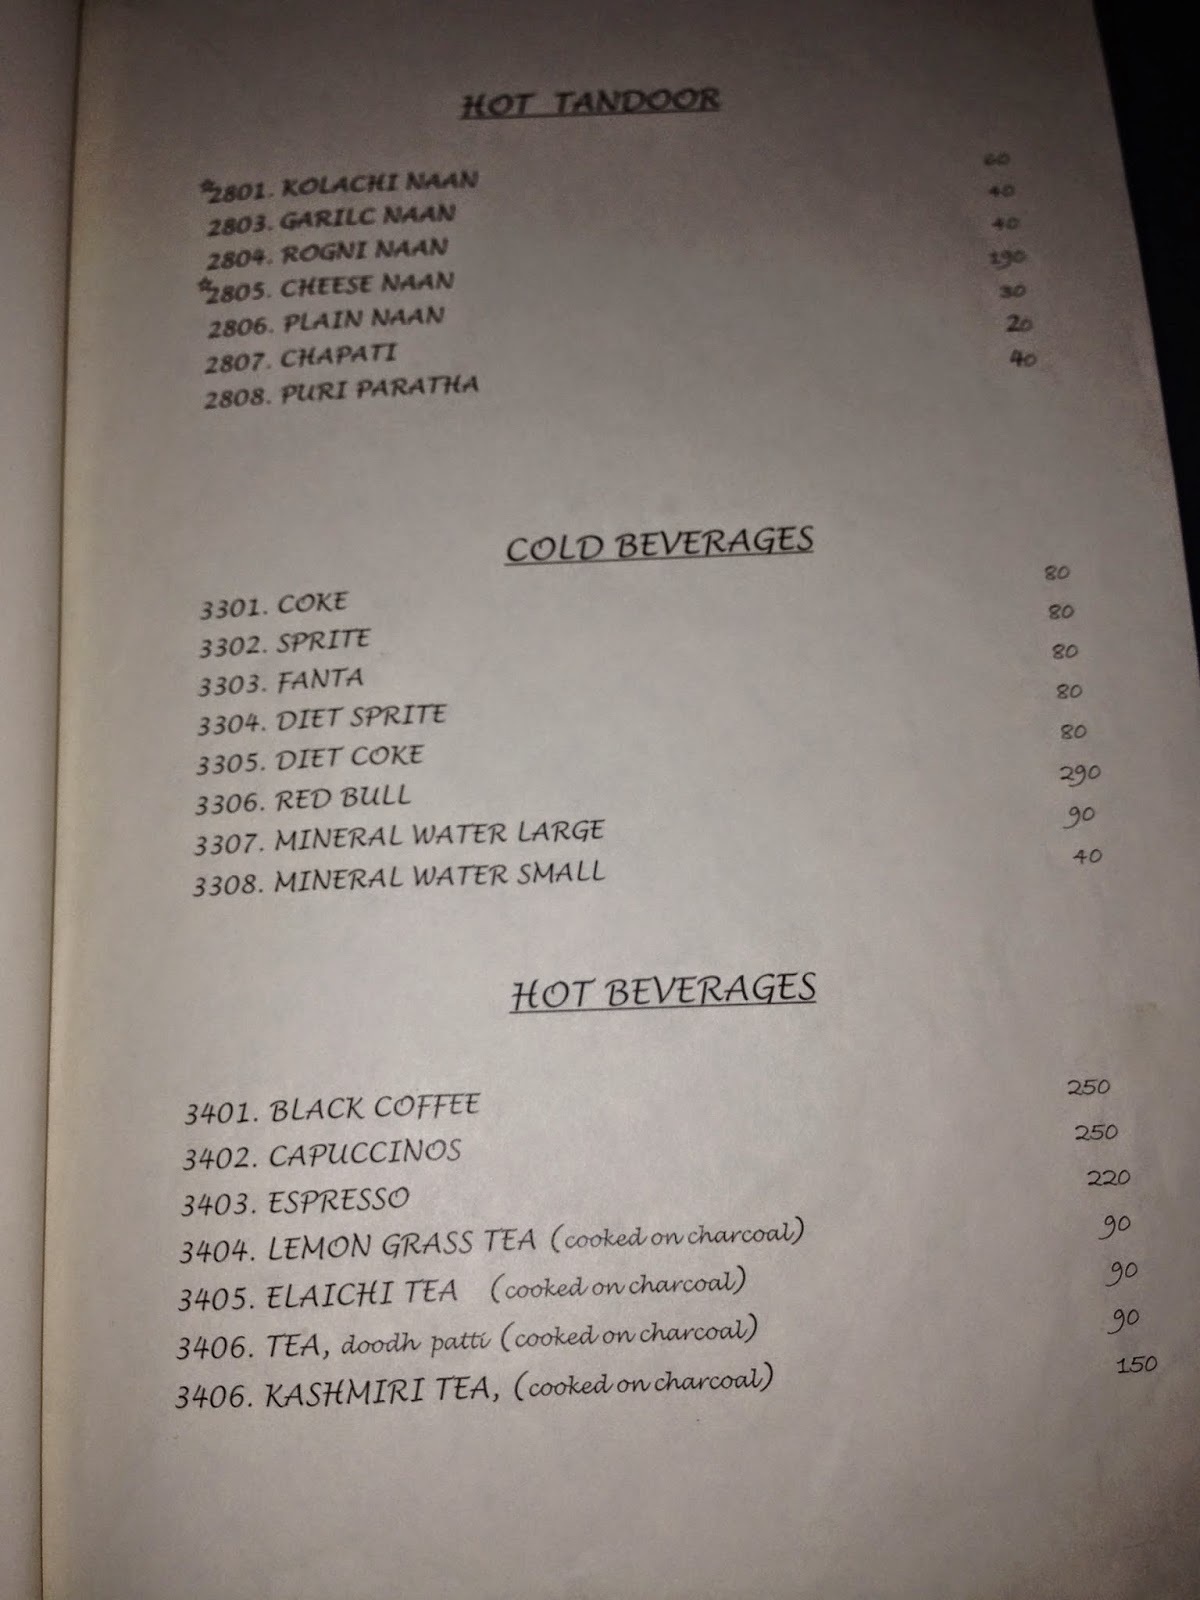 HOT TANDOOR
*2801. KOLACHI NAAN 60
2803. GARILC NAAN 40
2804. ROGNI NAAN 40
*2805. CHEESE NAAN 190
2806. PLAIN NAAN 30
2807. CHAPATI 20
2808. PURI PARATHA 40
COLD BEVERAGES
3301. COKE 80
3302. SPRITE 80
3303. FANTA 80
3304. DIET SPRITE 80
3305. DIET COKE 80
3306. RED BULL 290
3307. MINERAL WATER LARGE 90
3308. MINERAL WATER SMALL 40
HOT BEVERAGES
3401. BLACK COFFEE 250
3402. CAPUCCINOS 250
3403. ESPRESSO 220
3404. LEMON GRASS TEA (cooked on charcoal) 90
3405. ELAICHI TEA (cooked on charcoal) 90
3406. TEA, doodh patti (cooked on charcoal) 90
3406. KASHMIRI TEA, (cooked on charcoal) 150